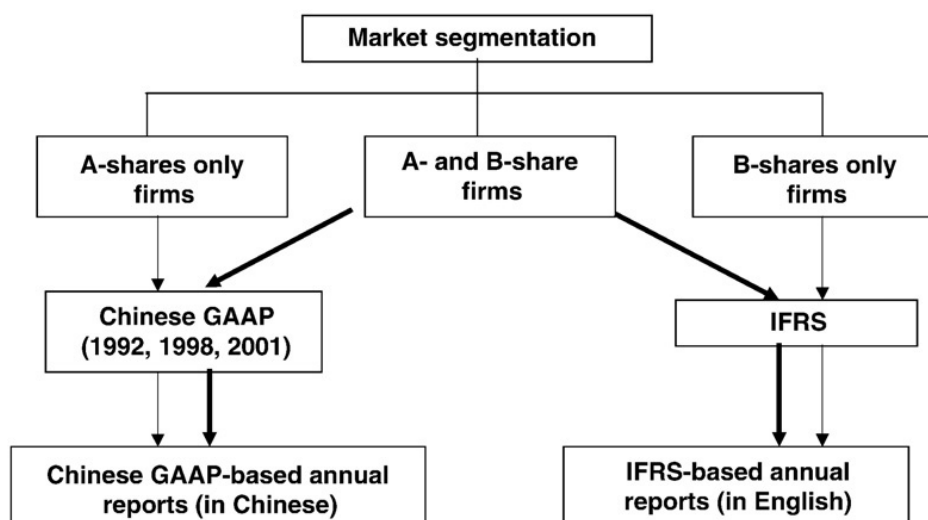 Market segmentation
A-shares only
firms
A- and B-share
firms
B-shares only
firms
Chinese GAAP
(1992, 1998, 2001)
IFRS
Chinese GAAP-based annual
reports (in Chinese)
IFRS-based annual
reports (in English)